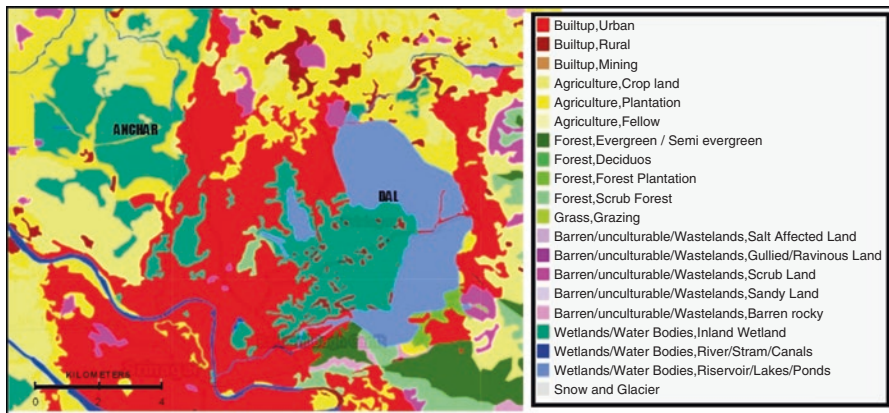 ANCHAR
DAL
KILOMETERS
0 2 4
Builtup,Urban
Builtup,Rural
Builtup,Mining
Agriculture,Crop land
Agriculture,Plantation
Agriculture,Fellow
Forest,Evergreen / Semi evergreen
Forest,Deciduos
Forest,Forest Plantation
Forest,Scrub Forest
Grass,Grazing
Barren/unculturable/Wastelands,Salt Affected Land
Barren/unculturable/Wastelands,Gullied/Ravinous Land
Barren/unculturable/Wastelands,Scrub Land
Barren/unculturable/Wastelands,Sandy Land
Barren/unculturable/Wastelands,Barren rocky
Wetlands/Water Bodies,Inland Wetland
Wetlands/Water Bodies,River/Stram/Canals
Wetlands/Water Bodies,Riservoir/Lakes/Ponds
Snow and Glacier